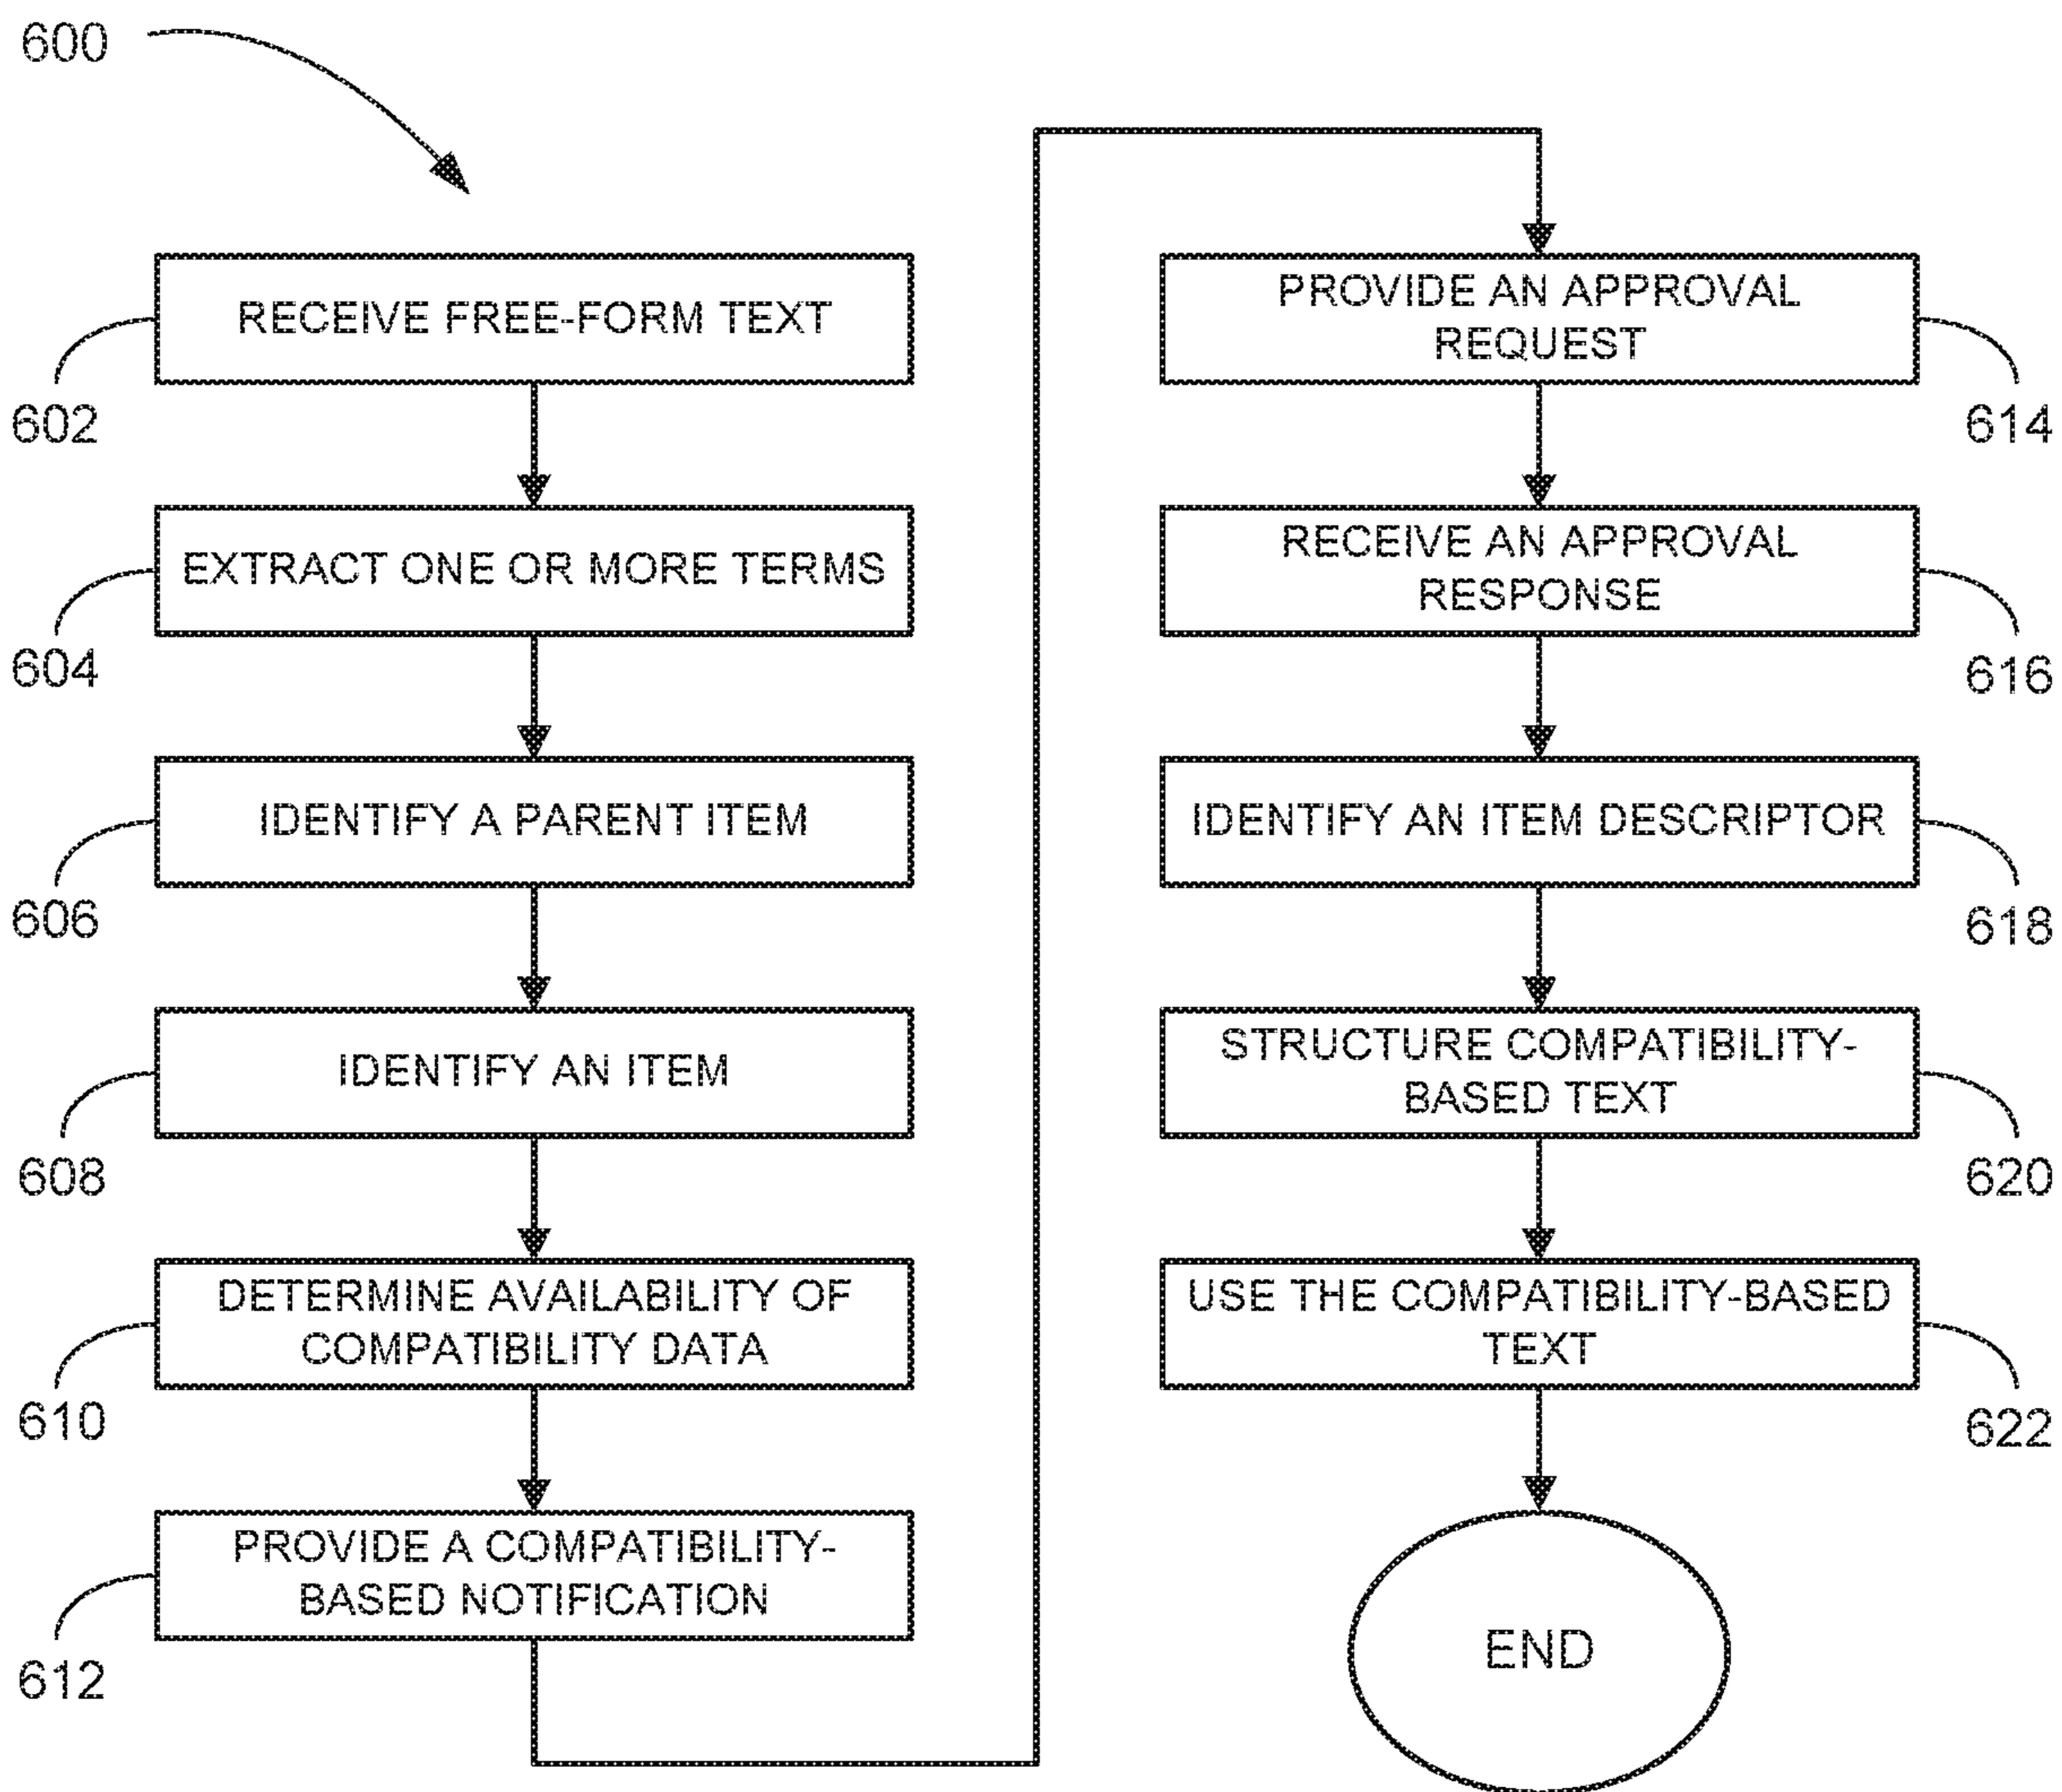 600
RECEIVE FREE-FORM TEXT
602
EXTRACT ONE OR MORE TERMS
604
IDENTIFY A PARENT ITEM
606
IDENTIFY AN ITEM
608
DETERMINE AVAILABILITY OF
COMPATIBILITY DATA
610
PROVIDE A COMPATIBILITY-
BASED NOTIFICATION
612
PROVIDE AN APPROVAL
REQUEST
614
RECEIVE AN APPROVAL
RESPONSE
616
IDENTIFY AN ITEM DESCRIPTOR
618
STRUCTURE COMPATIBILITY-
BASED TEXT
620
USE THE COMPATIBILITY-BASED
TEXT
622
END